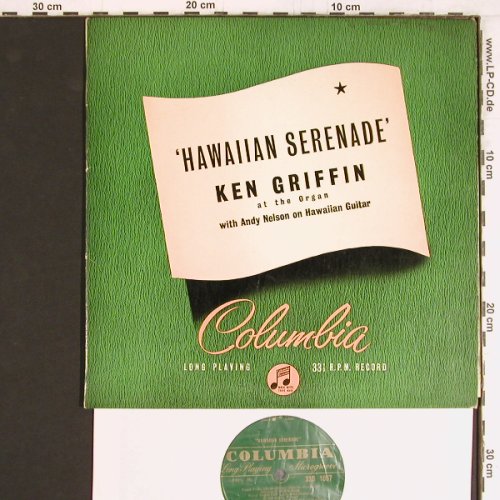 30 cm
20 cm
10 cm
www.LP-CD.de
10 cm
20 cm
30 cm
'HAWAIIAN SERENADE'
KEN GRIFFIN
at the Organ
with Andy Nelson on Hawaiian Guitar
Columbia
LONG PLAYING
33⅓ R.P.M. RECORD
"HAWAIIAN SERENADE"
COLUMBIA
Long Playing
Microgroove